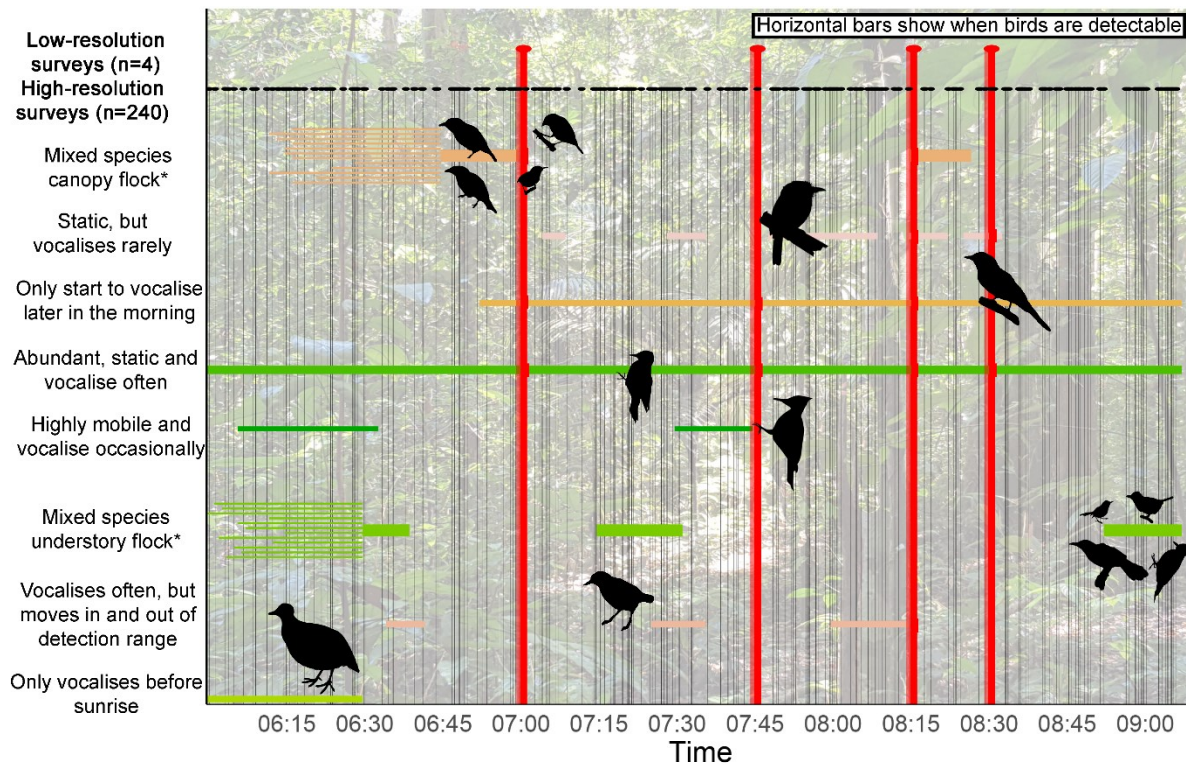 Horizontal bars show when birds are detectable
Low-resolution
surveys (n=4)
High-resolution
surveys (n=240)
Mixed species
canopy flock*
Static, but
vocalises rarely
Only start to vocalise
later in the morning
Abundant, static and
vocalise often
Highly mobile and
vocalise occasionally
Mixed species
understory flock*
Vocalises often, but
moves in and out of
detection range
Only vocalises before
sunrise
06:15 06:30 06:45 07:00 07:15 07:30 07:45 08:00 08:15 08:30 08:45 09:00
Time